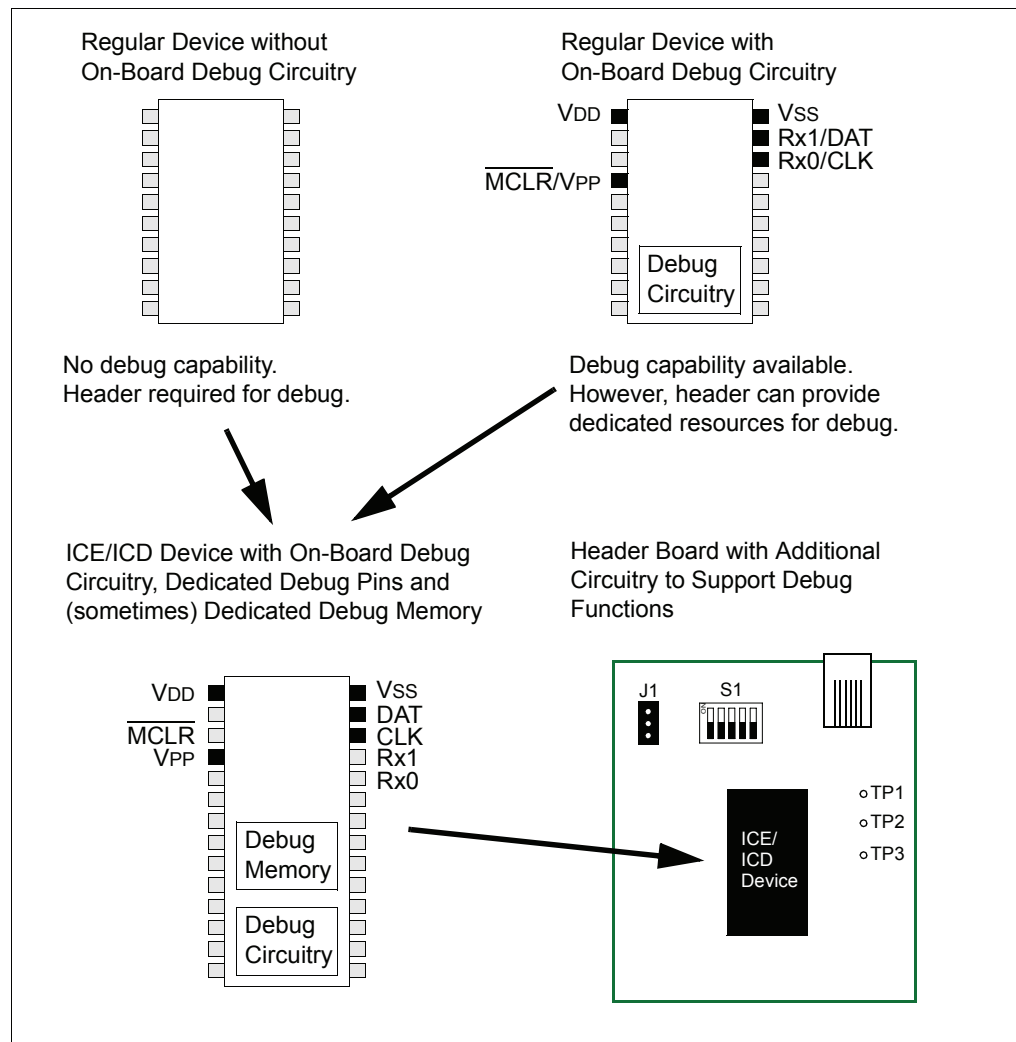 Regular Device without
On-Board Debug Circuitry
Regular Device with
On-Board Debug Circuitry
VDD
MCLR/VPP
VSS
Rx1/DAT
Rx0/CLK
Debug
Circuitry
No debug capability.
Header required for debug.
Debug capability available.
However, header can provide
dedicated resources for debug.
ICE/ICD Device with On-Board Debug
Circuitry, Dedicated Debug Pins and
(sometimes) Dedicated Debug Memory
Header Board with Additional
Circuitry to Support Debug
Functions
VDD
MCLR
VPP
VSS
DAT
CLK
Rx1
Rx0
Debug
Memory
Debug
Circuitry
J1
S1
ON
TP1
TP2
TP3
ICE/
ICD
Device